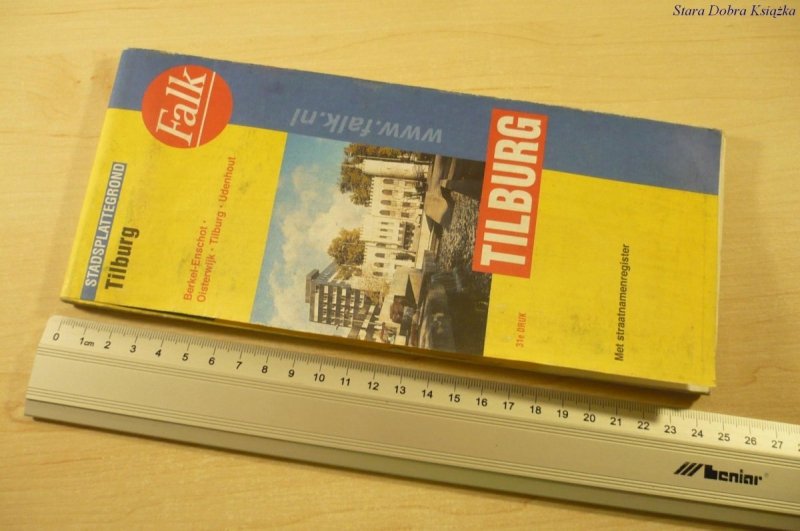 Stara Dobra Książka
Falk
www.falk.nl
STADSPLATTEGROND
Tilburg
Berkel-Enschot ·
Oisterwijk · Tilburg · Udenhout
TILBURG
31e DRUK
Met straatnamenregister
0 1cm 2 3 4 5 6 7 8 9 10 11 12 13 14 15 16 17 18 19 20 21 22 23 24 25 26 27
Leniar®